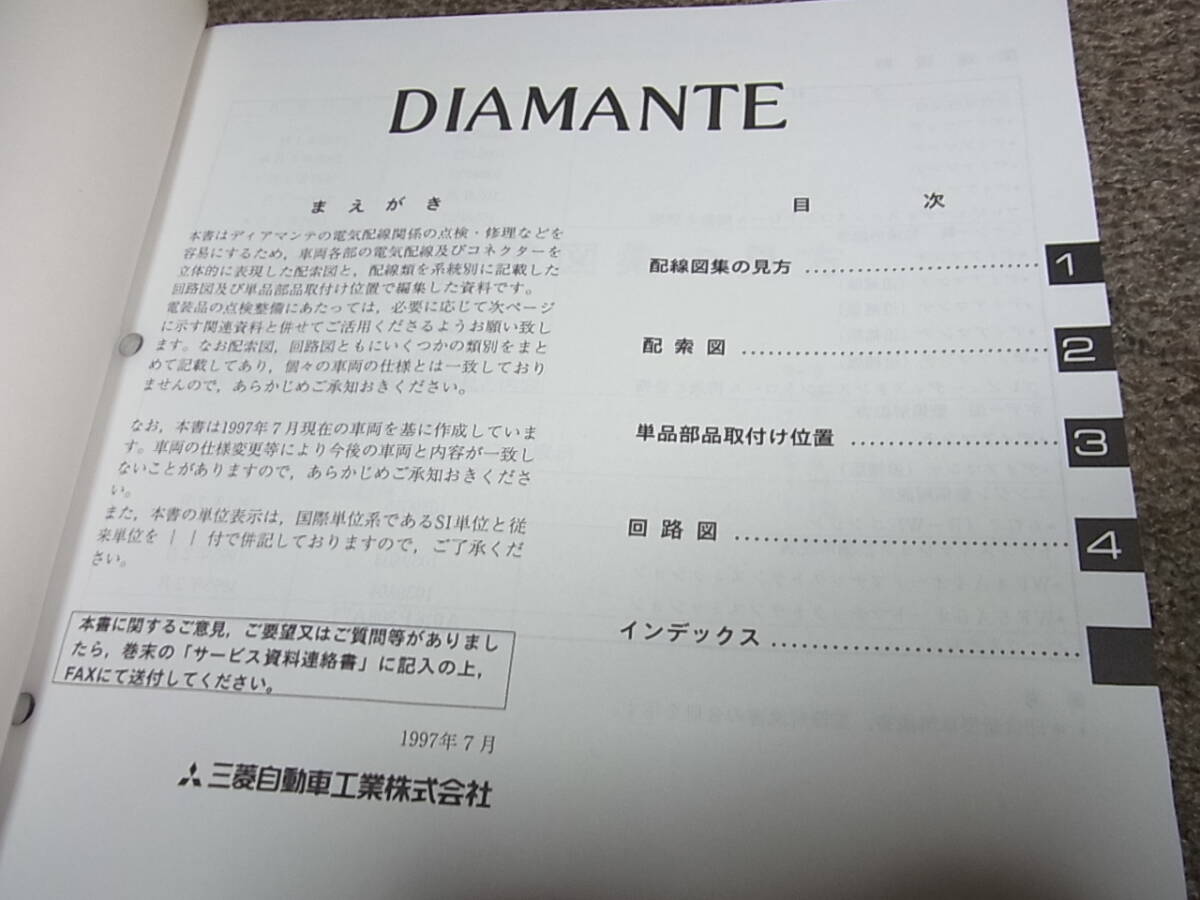 DIAMANTE
まえがき
本書はディアマンテの電気配線関係の点検・修理などを
容易にするため，車両各部の電気配線及びコネクターを
立体的に表現した配索図と，配線類を系統別に記載した
回路図及び単品部品取付け位置で編集した資料です。
電装品の点検整備にあたっては，必要に応じて次ページ
に示す関連資料と併せてご活用くださるようお願い致し
ます。なお配索図，回路図ともにいくつかの類別をまと
めて記載してあり，個々の車両の仕様とは一致しており
ませんので，あらかじめご承知おきください。
なお，本書は1997年7月現在の車両を基に作成していま
す。車両の仕様変更等により今後の車両と内容が一致し
ないことがありますので，あらかじめご承知おきくださ
い。
また，本書の単位表示は，国際単位系であるSI単位と従
来単位を｜｜付で併記しておりますので，ご了承くだ
さい。
本書に関するご意見，ご要望又はご質問等がありまし
たら，巻末の「サービス資料連絡書」に記入の上，
FAXにて送付してください。
1997年7月
三菱自動車工業株式会社
目次
配線図集の見方 1
配索図 2
単品部品取付け位置 3
回路図 4
インデックス